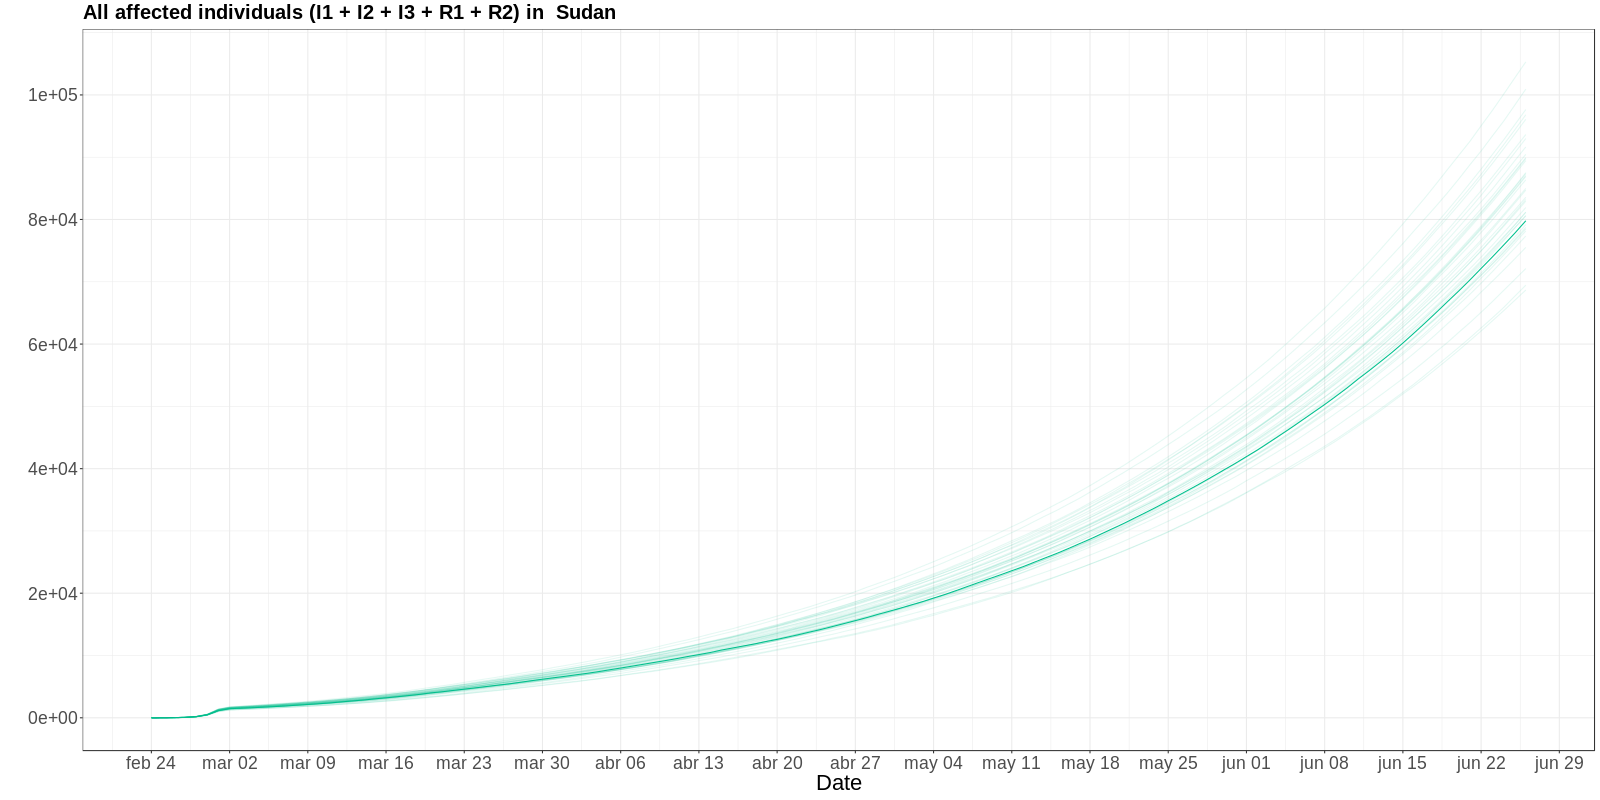 All affected individuals (I1 + I2 + I3 + R1 + R2) in  Sudan
1e+05
8e+04
6e+04
4e+04
2e+04
0e+00
feb 24 mar 02 mar 09 mar 16 mar 23 mar 30 abr 06 abr 13 abr 20 abr 27 may 04 may 11 may 18 may 25 jun 01 jun 08 jun 15 jun 22 jun 29
Date